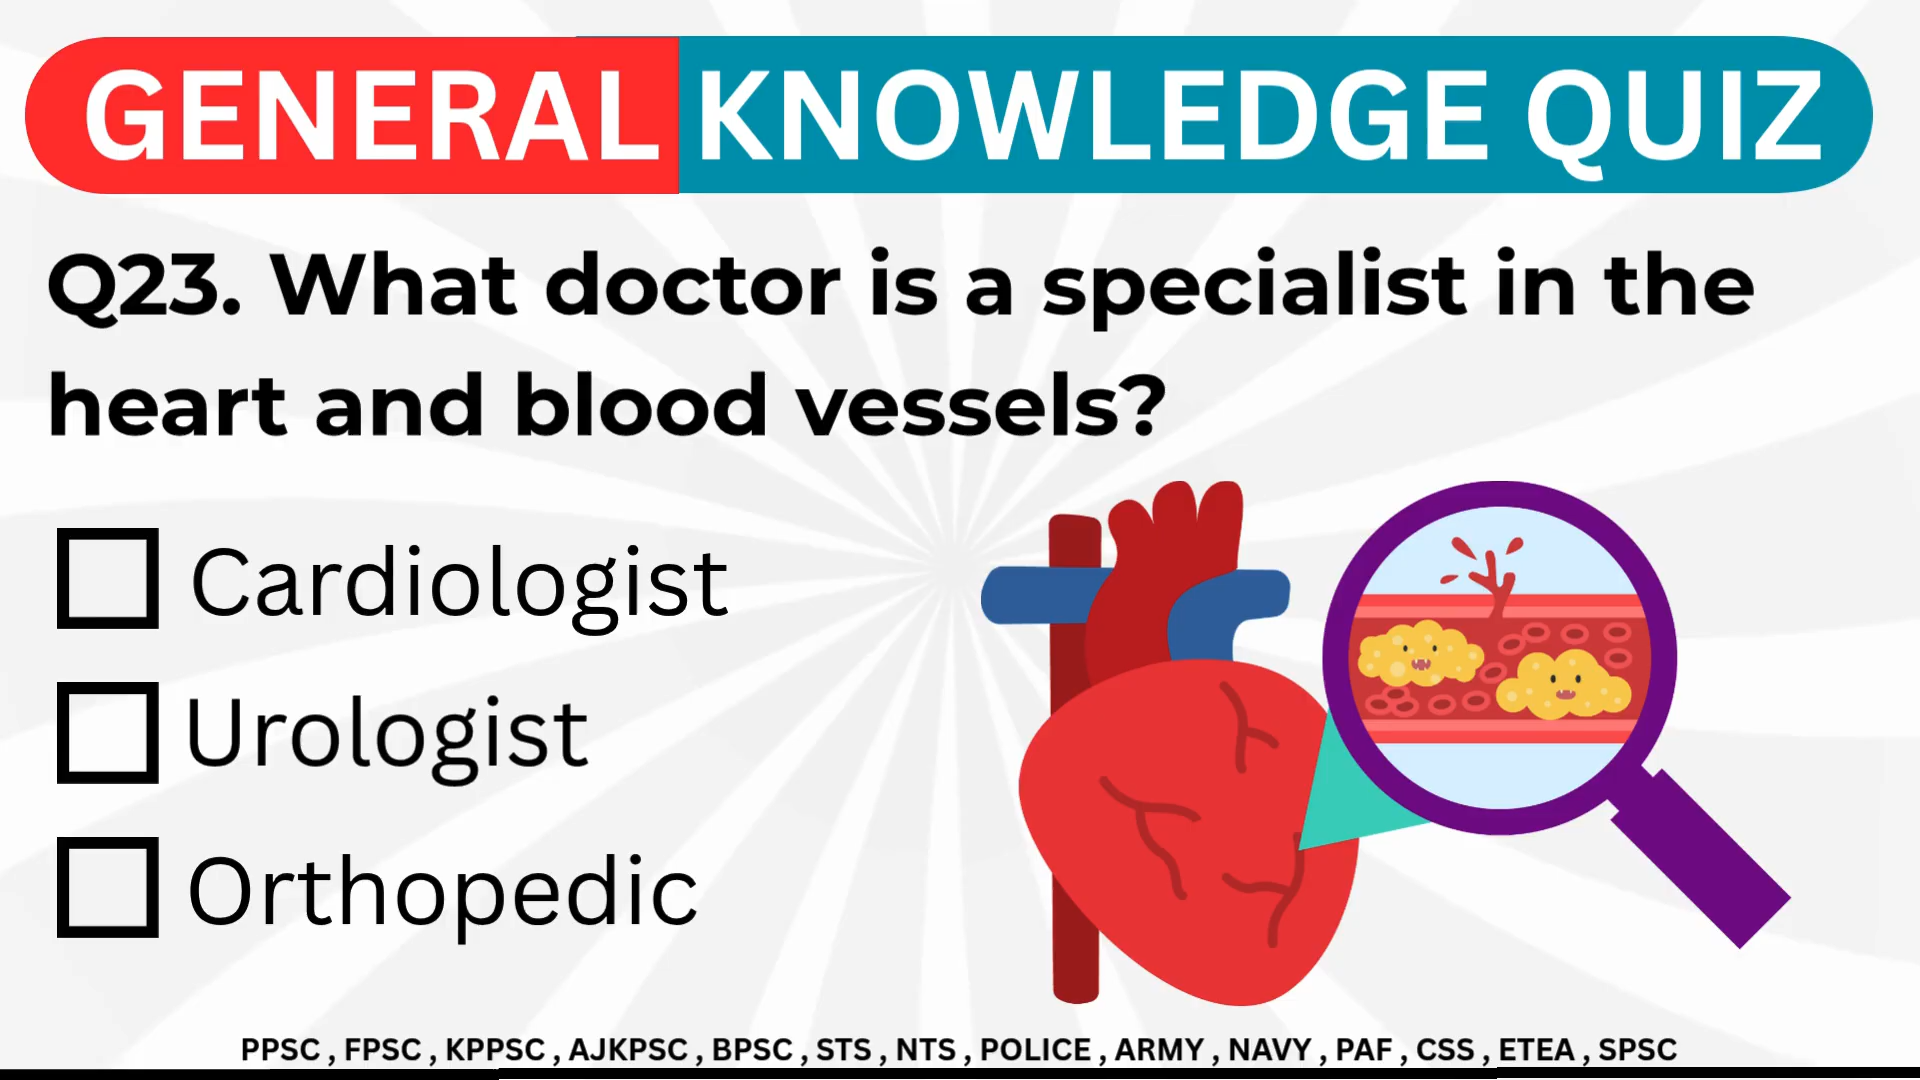 GENERAL KNOWLEDGE QUIZ
Q23. What doctor is a specialist in the
heart and blood vessels?
Cardiologist
Urologist
Orthopedic
PPSC , FPSC , KPPSC , AJKPSC , BPSC , STS , NTS , POLICE , ARMY , NAVY , PAF , CSS , ETEA , SPSC